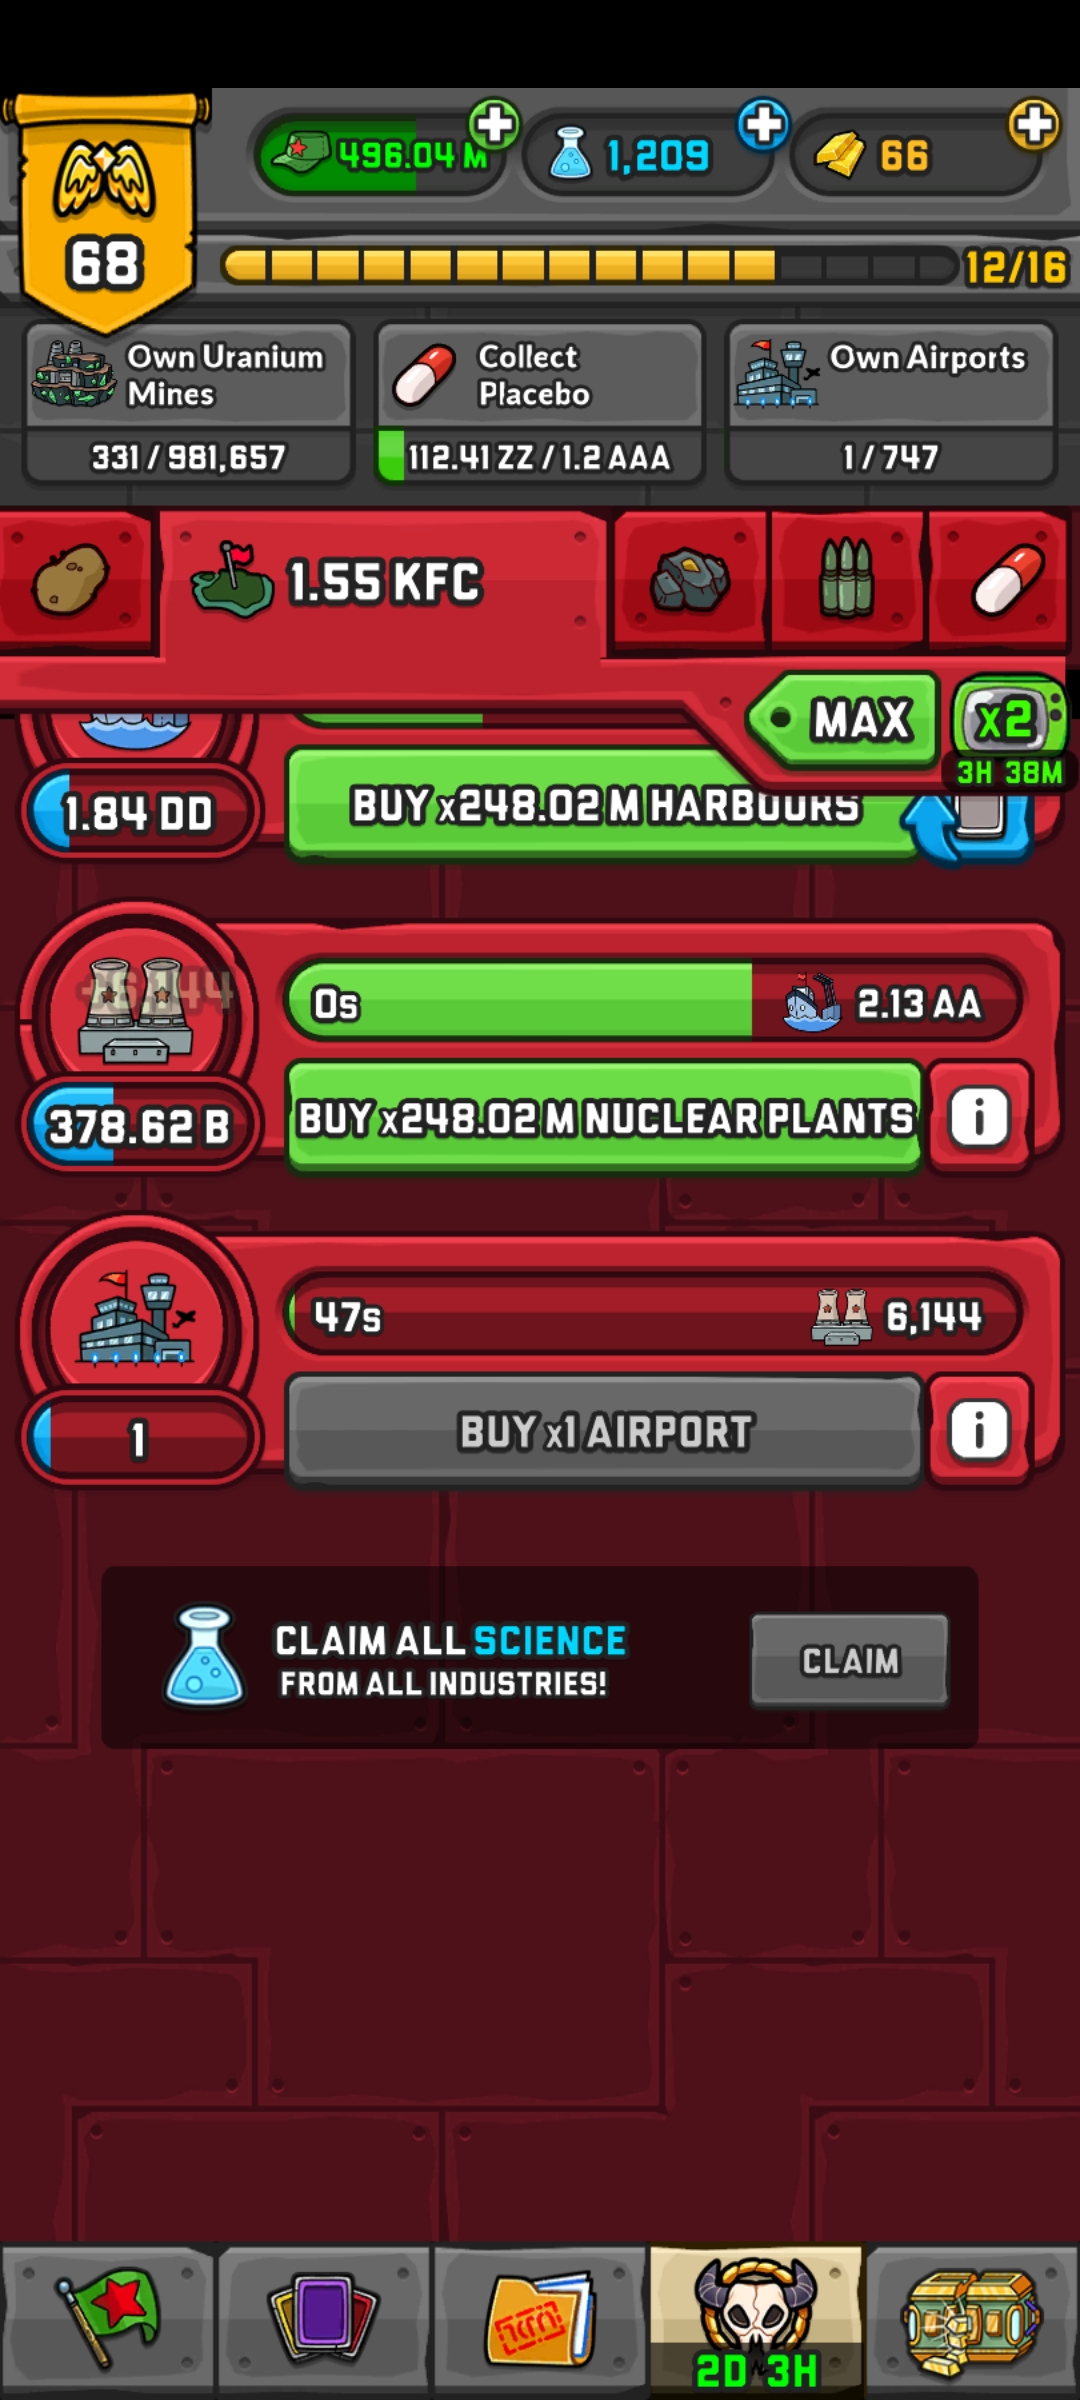 496.04 M
1,209
66
68
12/16
Own Uranium
Mines
331 / 981,657
Collect
Placebo
112.41 ZZ / 1.2 AAA
Own Airports
1 / 747
1.55 KFC
MAX
x2
3H 38M
1.84 DD
BUY x248.02 M HARBOURS
+6,144
0s
2.13 AA
378.62 B
BUY x248.02 M NUCLEAR PLANTS
i
47s
6,144
1
BUY x1 AIRPORT
i
CLAIM ALL SCIENCE
FROM ALL INDUSTRIES!
CLAIM
2D 3H